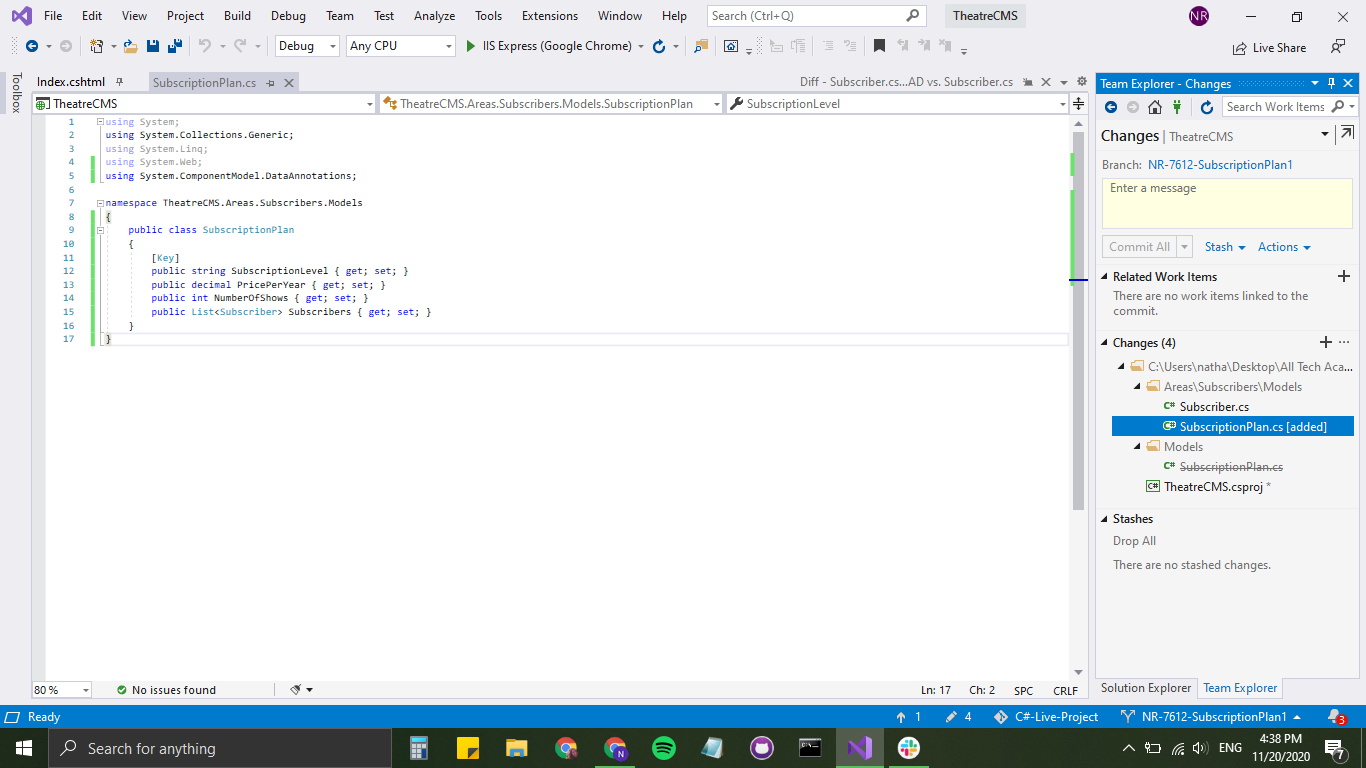 File Edit View Project Build Debug Team Test Analyze Tools Extensions Window Help Search (Ctrl+Q) TheatreCMS NR
Debug Any CPU IIS Express (Google Chrome) Live Share
Toolbox
Index.cshtml SubscriptionPlan.cs Diff - Subscriber.cs...AD vs. Subscriber.cs
TheatreCMS TheatreCMS.Areas.Subscribers.Models.SubscriptionPlan SubscriptionLevel
1 using System;
2 using System.Collections.Generic;
3 using System.Linq;
4 using System.Web;
5 using System.ComponentModel.DataAnnotations;
6
7 namespace TheatreCMS.Areas.Subscribers.Models
8 {
9 public class SubscriptionPlan
10 {
11 [Key]
12 public string SubscriptionLevel { get; set; }
13 public decimal PricePerYear { get; set; }
14 public int NumberOfShows { get; set; }
15 public List<Subscriber> Subscribers { get; set; }
16 }
17 }
80 % No issues found Ln: 17 Ch: 2 SPC CRLF
Team Explorer - Changes
Search Work Items
Changes | TheatreCMS
Branch: NR-7612-SubscriptionPlan1
Enter a message
Commit All Stash Actions
Related Work Items
There are no work items linked to the
commit.
Changes (4)
C:\Users\natha\Desktop\All Tech Aca...
Areas\Subscribers\Models
C# Subscriber.cs
C# SubscriptionPlan.cs [added]
Models
C# SubscriptionPlan.cs
C# TheatreCMS.csproj *
Stashes
Drop All
There are no stashed changes.
Solution Explorer Team Explorer
Ready 1 4 C#-Live-Project NR-7612-SubscriptionPlan1 3
Search for anything N ENG 4:38 PM
11/20/2020 7